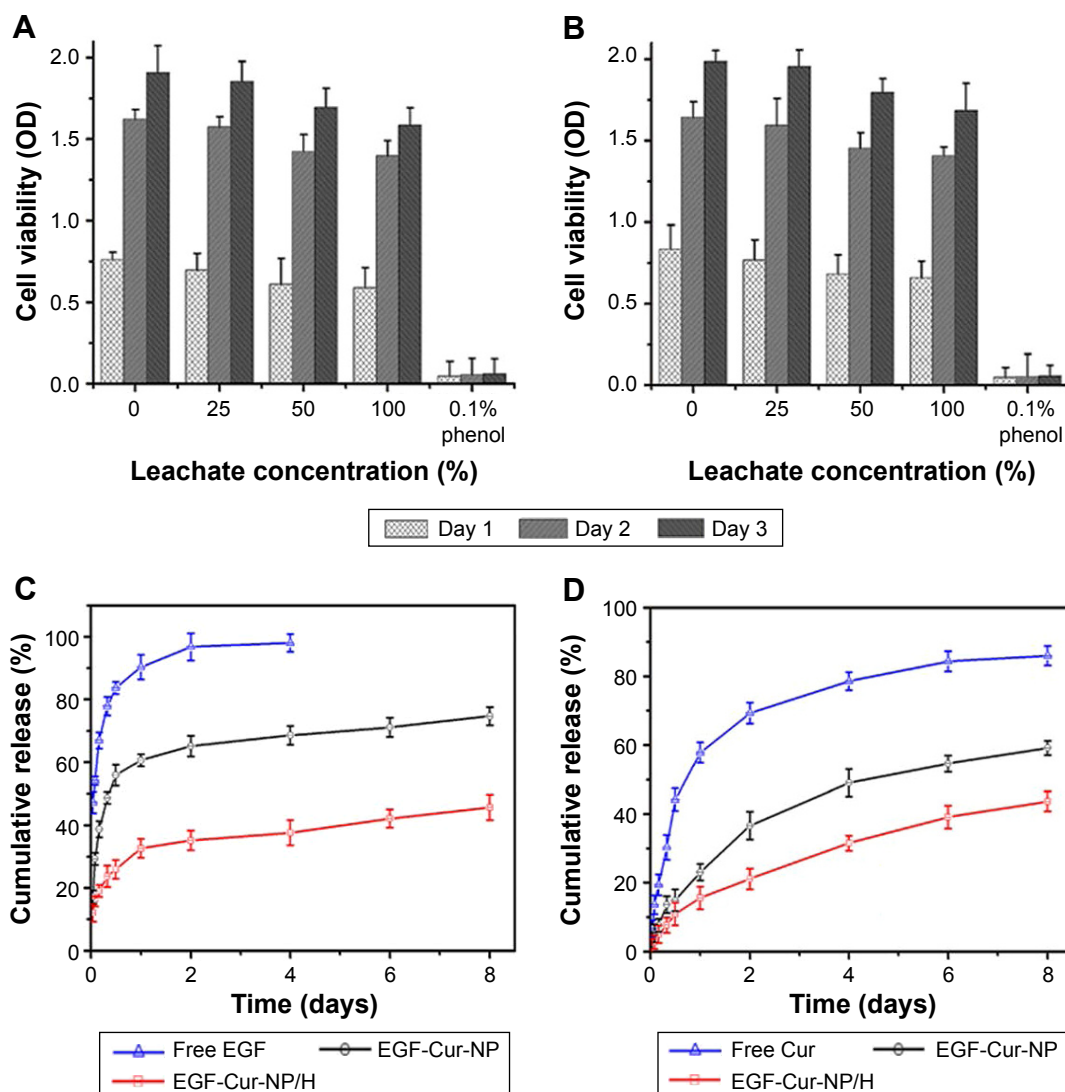 A
B
Cell viability (OD)
2.0
1.5
1.0
0.5
0.0
0
25
50
100
0.1%
phenol
Leachate concentration (%)
Cell viability (OD)
2.0
1.5
1.0
0.5
0.0
0
25
50
100
0.1%
phenol
Leachate concentration (%)
Day 1
Day 2
Day 3
C
D
Cumulative release (%)
100
80
60
40
20
0
0
2
4
6
8
Time (days)
Free EGF
EGF-Cur-NP
EGF-Cur-NP/H
Cumulative release (%)
100
80
60
40
20
0
0
2
4
6
8
Time (days)
Free Cur
EGF-Cur-NP
EGF-Cur-NP/H